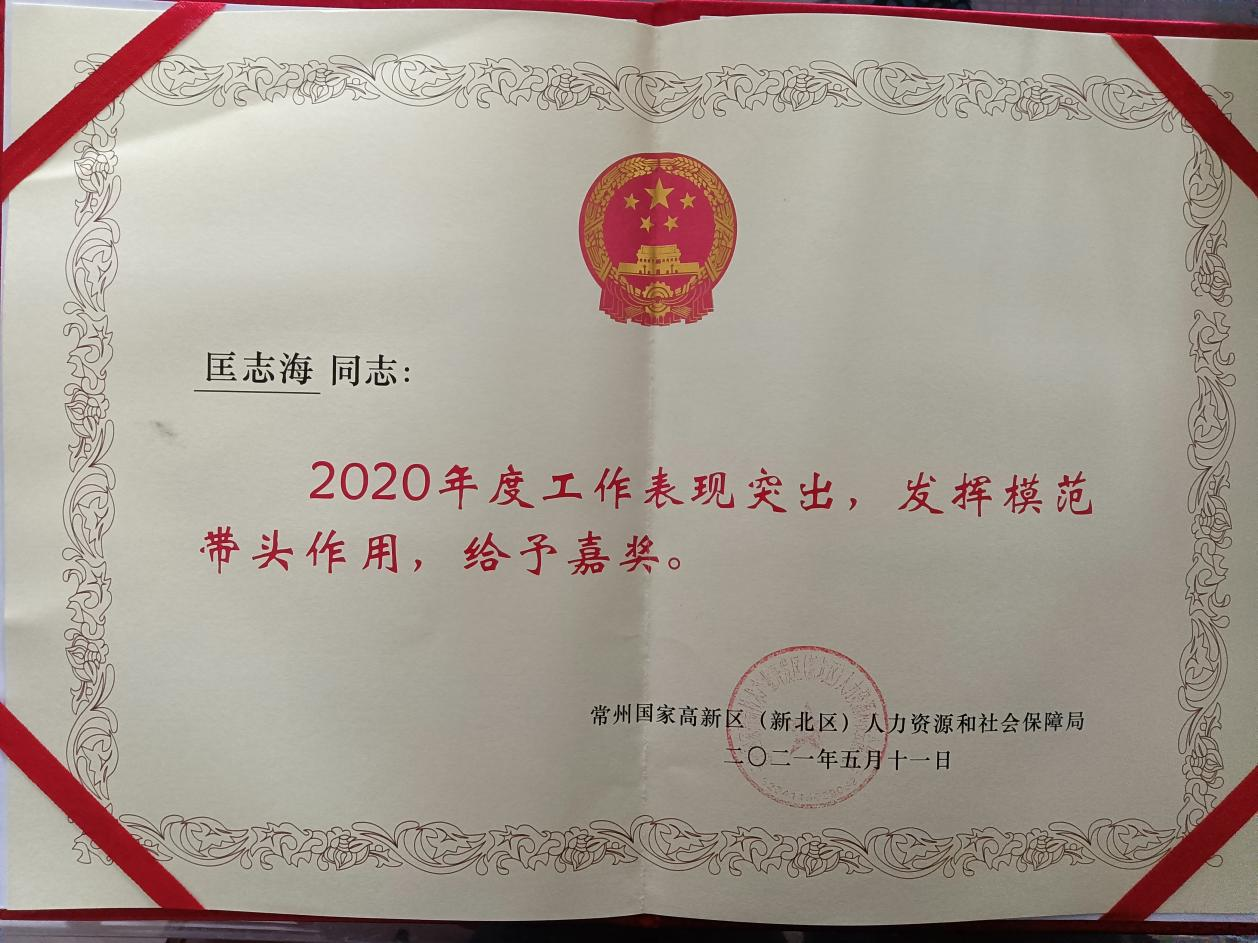 匡志海 同志：
2020年度工作表现突出，发挥模范
带头作用，给予嘉奖。
常州国家高新区（新北区）人力资源和社会保障局
二〇二一年五月十一日